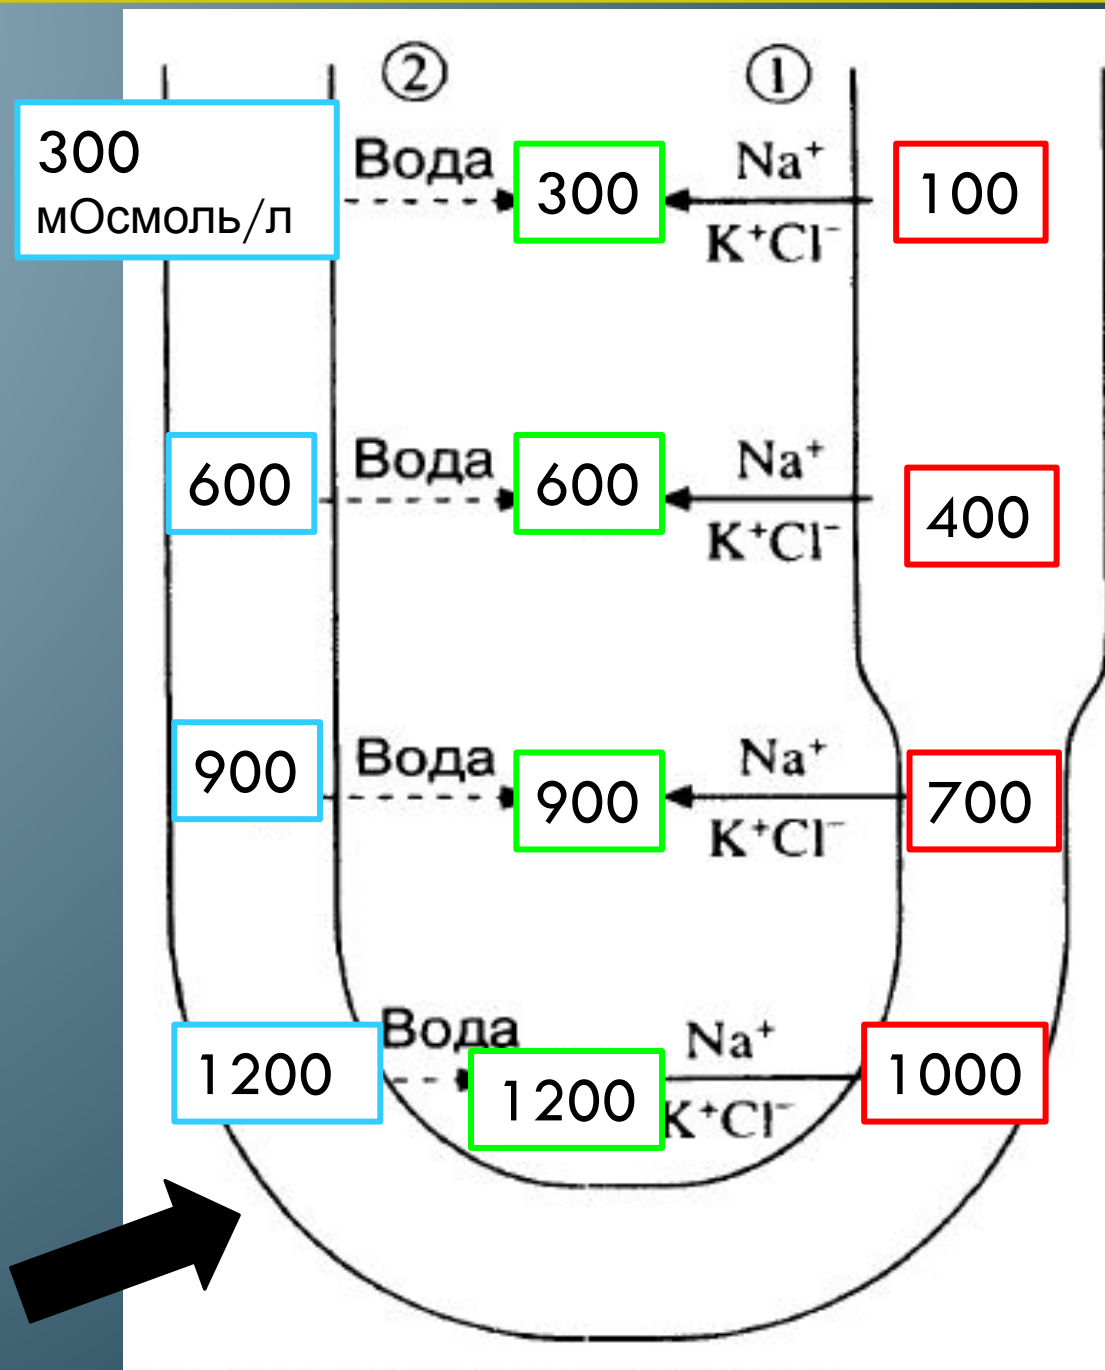 ② ①
300
мОсмоль/л
Вода
300
Na⁺
K⁺Cl⁻
100
600
Вода
600
Na⁺
K⁺Cl⁻
400
900
Вода
900
Na⁺
K⁺Cl⁻
700
1200
Вода
1200
Na⁺
K⁺Cl⁻
1000